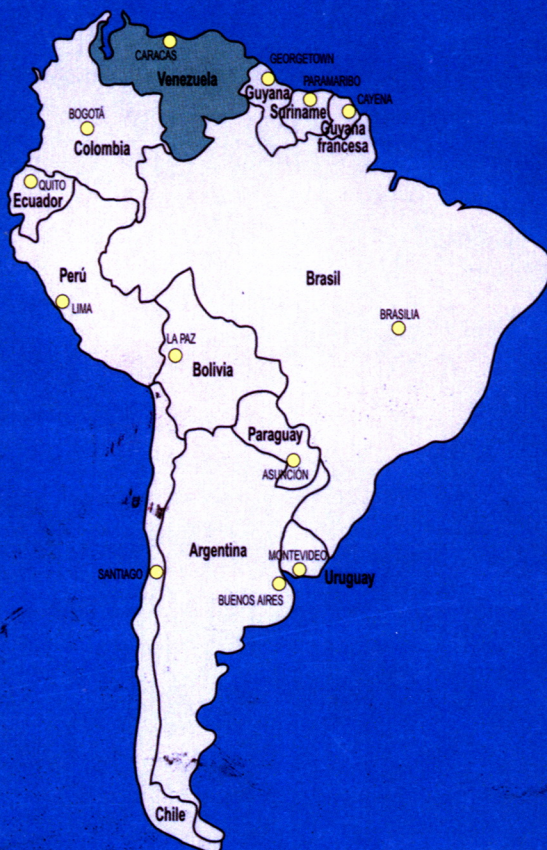 CARACAS
Venezuela
GEORGETOWN
Guyana
PARAMARIBO
Suriname
CAYENA
Guyana
francesa
BOGOTÁ
Colombia
QUITO
Ecuador
Perú
LIMA
Brasil
BRASILIA
LA PAZ
Bolivia
Paraguay
ASUNCIÓN
Argentina
MONTEVIDEO
Uruguay
SANTIAGO
BUENOS AIRES
Chile